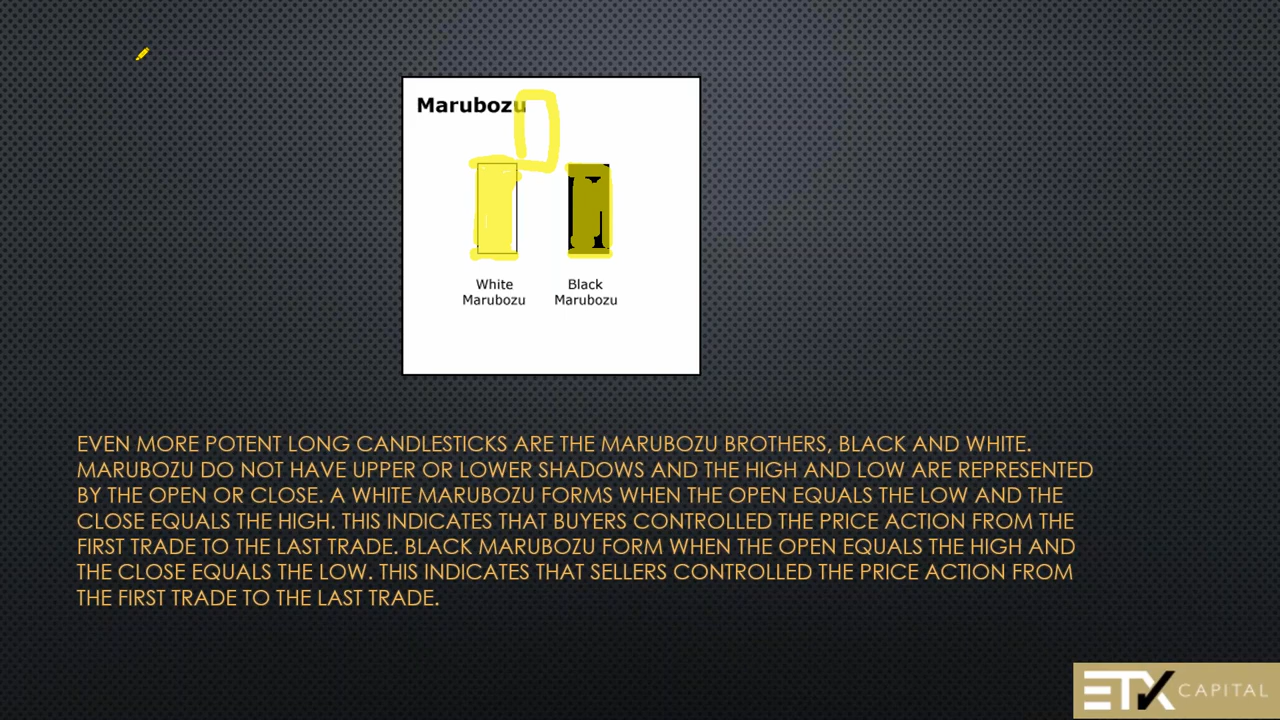 Marubozu
White Black
Marubozu Marubozu
EVEN MORE POTENT LONG CANDLESTICKS ARE THE MARUBOZU BROTHERS, BLACK AND WHITE.
MARUBOZU DO NOT HAVE UPPER OR LOWER SHADOWS AND THE HIGH AND LOW ARE REPRESENTED
BY THE OPEN OR CLOSE. A WHITE MARUBOZU FORMS WHEN THE OPEN EQUALS THE LOW AND THE
CLOSE EQUALS THE HIGH. THIS INDICATES THAT BUYERS CONTROLLED THE PRICE ACTION FROM THE
FIRST TRADE TO THE LAST TRADE. BLACK MARUBOZU FORM WHEN THE OPEN EQUALS THE HIGH AND
THE CLOSE EQUALS THE LOW. THIS INDICATES THAT SELLERS CONTROLLED THE PRICE ACTION FROM
THE FIRST TRADE TO THE LAST TRADE.
ETX CAPITAL